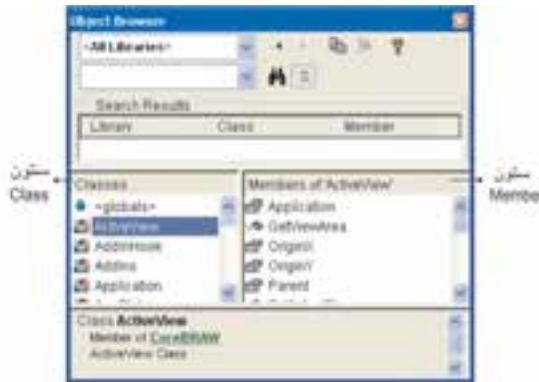 Object Browser
<All Libraries>
Search Results
Library Class Member
ستون
Class
ستون
Member
Classes
<globals>
ActiveView
AddinHook
Addins
Application
Members of 'ActiveView'
Application
GetViewArea
OriginX
OriginY
Parent
Class ActiveView
Member of CorelDRAW
ActiveView Class